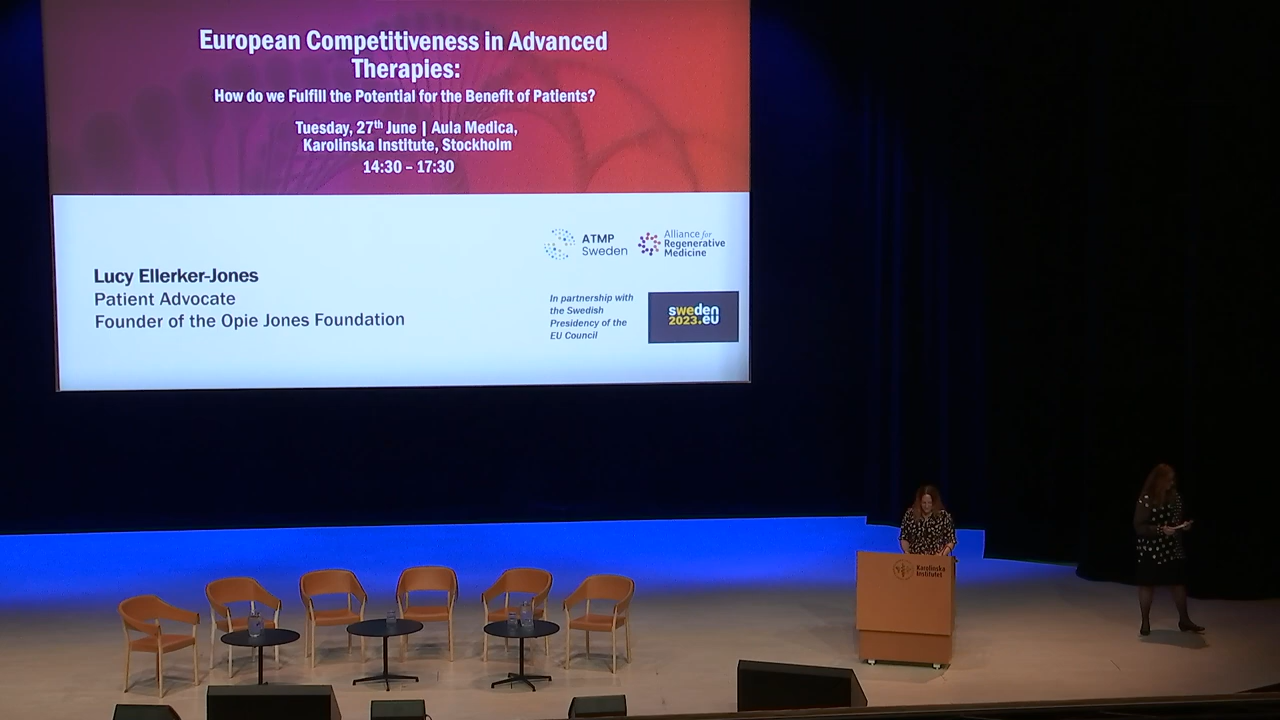 European Competitiveness in Advanced
Therapies:
How do we Fulfill the Potential for the Benefit of Patients?
Tuesday, 27th June | Aula Medica,
Karolinska Institute, Stockholm
14:30 – 17:30
ATMP
Sweden
Alliance for
Regenerative
Medicine
Lucy Ellerker-Jones
Patient Advocate
Founder of the Opie Jones Foundation
In partnership with
the Swedish
Presidency of the
EU Council
sweden
2023.eu
Karolinska
Institutet